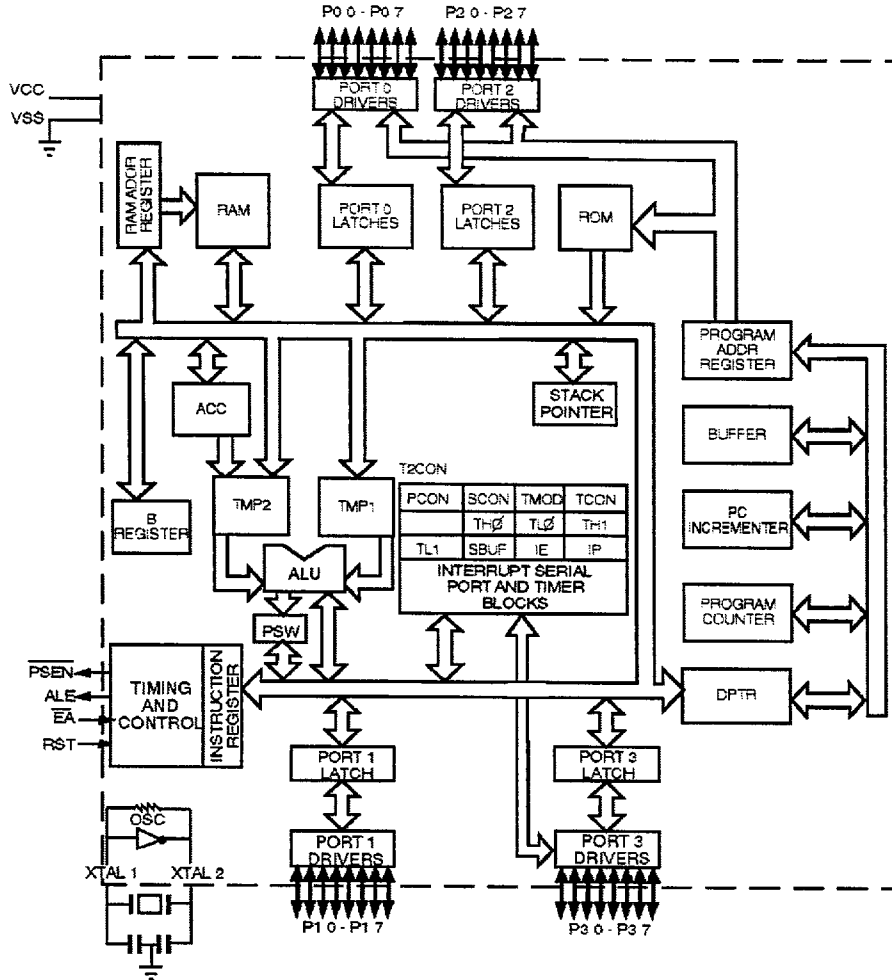 P0 0 - P0 7
P2 0 - P2 7
VCC
VSS
PORT 0
DRIVERS
PORT 2
DRIVERS
RAM ADDR
REGISTER
RAM
PORT 0
LATCHES
PORT 2
LATCHES
ROM
PROGRAM
ADDR
REGISTER
ACC
STACK
POINTER
BUFFER
T2CON
B
REGISTER
TMP2
TMP1
PCON SCON TMOD TCON
TH0 TL0 TH1
TL1 SBUF IE IP
INTERRUPT SERIAL
PORT AND TIMER
BLOCKS
PC
INCREMENTER
ALU
PSW
PROGRAM
COUNTER
PSEN
ALE
EA
RST
TIMING
AND
CONTROL
INSTRUCTION
REGISTER
DPTR
PORT 1
LATCH
PORT 3
LATCH
OSC
XTAL 1
XTAL 2
PORT 1
DRIVERS
PORT 3
DRIVERS
P1 0 - P1 7
P3 0 - P3 7